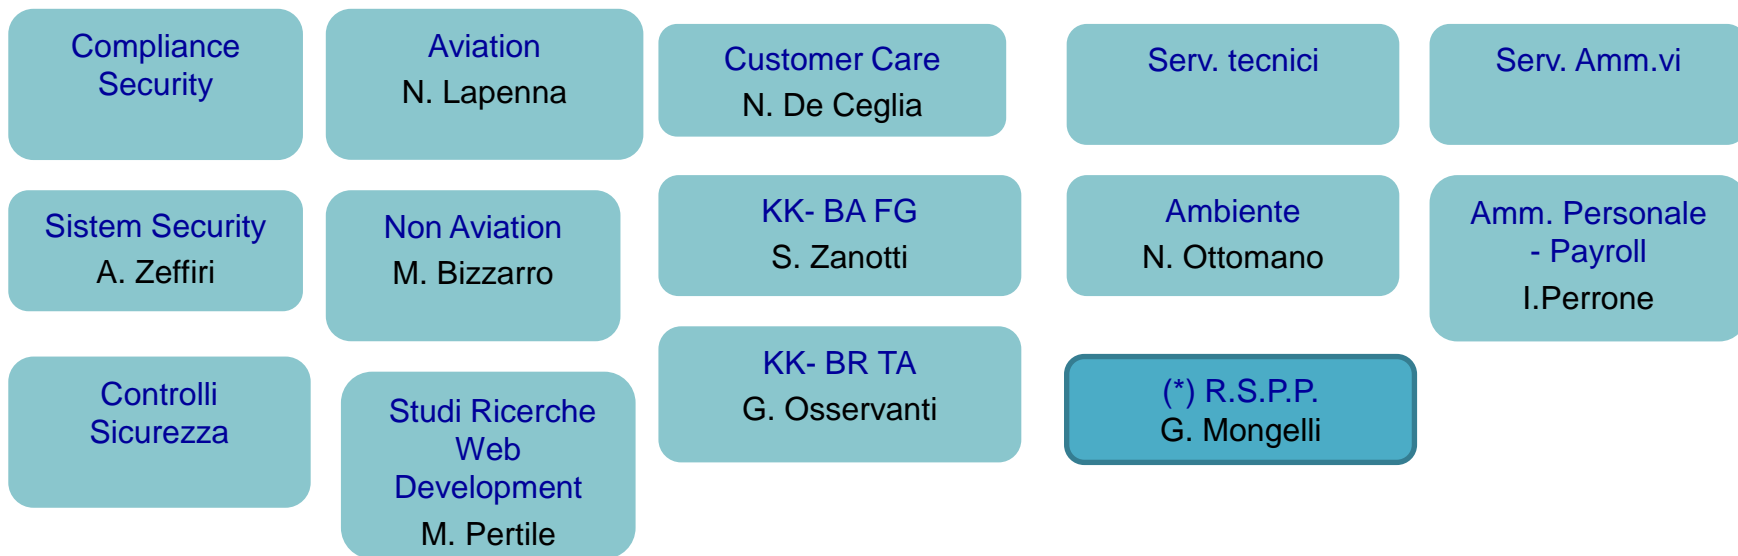 Compliance
Security
Aviation
N. Lapenna
Customer Care
N. De Ceglia
Serv. tecnici
Serv. Amm.vi
Sistem Security
A. Zeffiri
Non Aviation
M. Bizzarro
KK- BA FG
S. Zanotti
Ambiente
N. Ottomano
Amm. Personale
- Payroll
I.Perrone
Controlli
Sicurezza
Studi Ricerche
Web
Development
M. Pertile
KK- BR TA
G. Osservanti
(*) R.S.P.P.
G. Mongelli